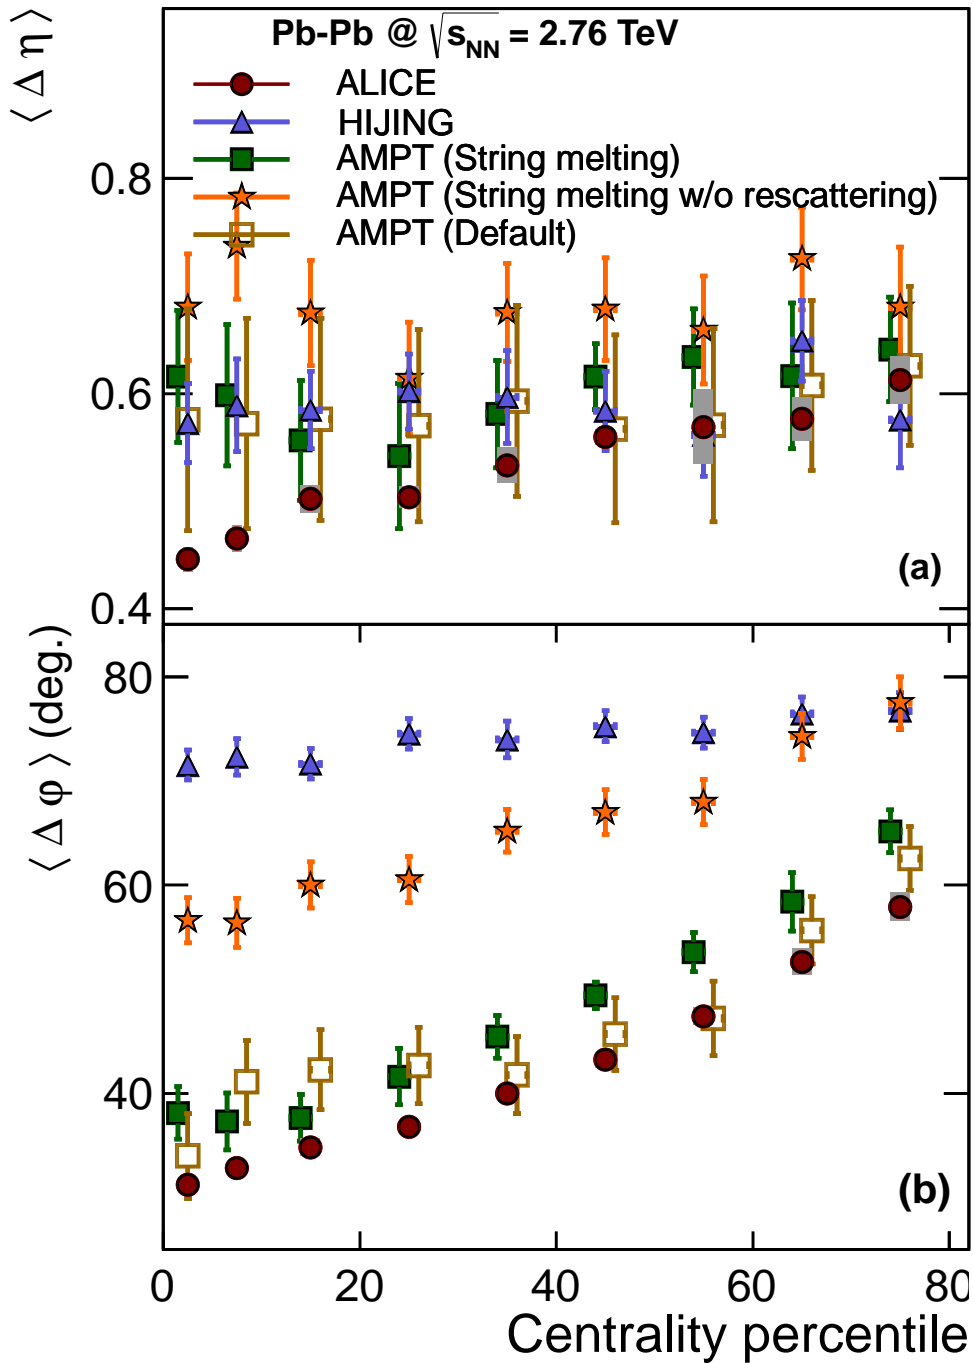 Pb-Pb @ √sNN = 2.76 TeV
ALICE
HIJING
AMPT (String melting)
AMPT (String melting w/o rescattering)
AMPT (Default)
⟨ Δ η ⟩
0.8
0.6
0.4
(a)
⟨ Δ φ ⟩ (deg.)
80
60
40
(b)
0 20 40 60 80
Centrality percentile